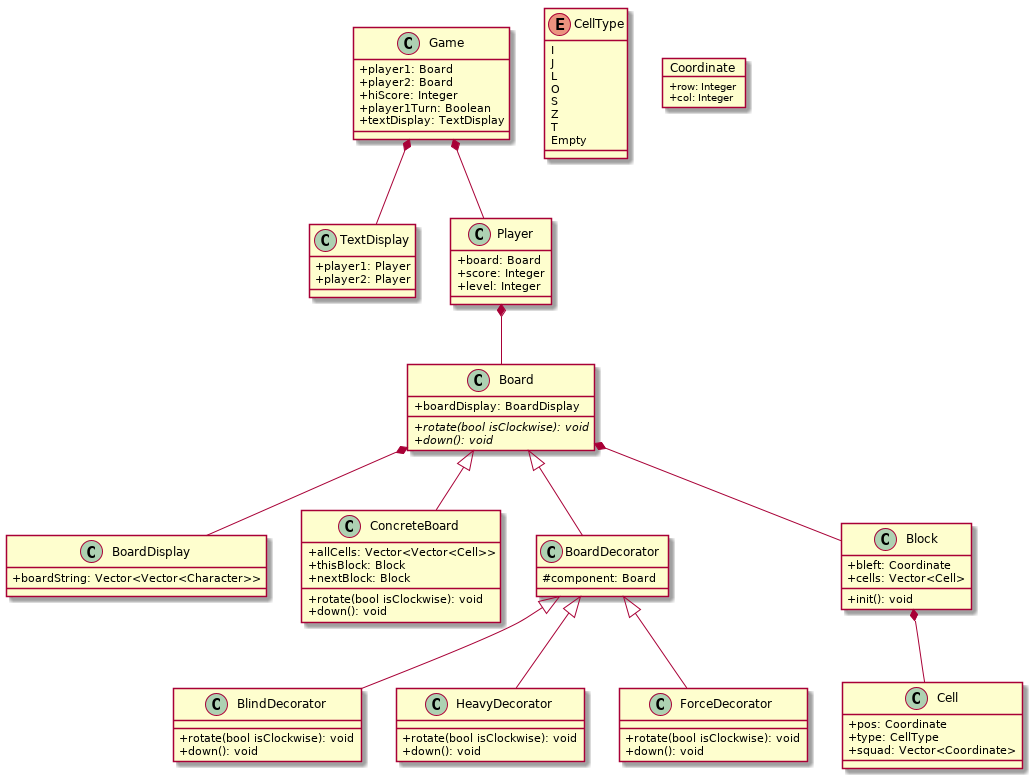 C Game
+player1: Board
+player2: Board
+hiScore: Integer
+player1Turn: Boolean
+textDisplay: TextDisplay
E CellType
I
J
L
O
S
Z
T
Empty
Coordinate
+row: Integer
+col: Integer
C TextDisplay
+player1: Player
+player2: Player
C Player
+board: Board
+score: Integer
+level: Integer
C Board
+boardDisplay: BoardDisplay
+rotate(bool isClockwise): void
+down(): void
C BoardDisplay
+boardString: Vector<Vector<Character>>
C ConcreteBoard
+allCells: Vector<Vector<Cell>>
+thisBlock: Block
+nextBlock: Block
+rotate(bool isClockwise): void
+down(): void
C BoardDecorator
#component: Board
C Block
+bleft: Coordinate
+cells: Vector<Cell>
+init(): void
C BlindDecorator
+rotate(bool isClockwise): void
+down(): void
C HeavyDecorator
+rotate(bool isClockwise): void
+down(): void
C ForceDecorator
+rotate(bool isClockwise): void
+down(): void
C Cell
+pos: Coordinate
+type: CellType
+squad: Vector<Coordinate>